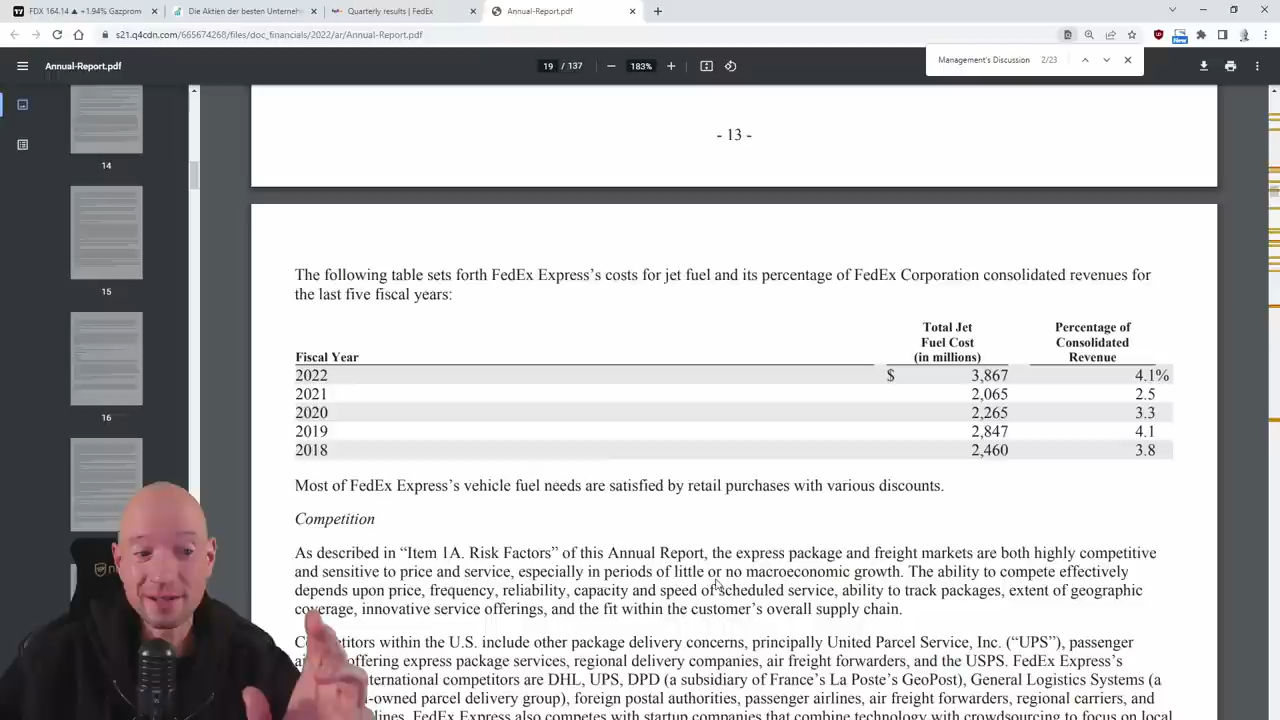 FDX 164.14 ▲ +1.94% Gazprom
Die Aktien der besten Unterneh
Quarterly results | FedEx
Annual-Report.pdf
s21.q4cdn.com/665674268/files/doc_financials/2022/ar/Annual-Report.pdf
New
Annual-Report.pdf
19 / 137
183%
Management's Discussion 2/23
14
15
16
- 13 -
The following table sets forth FedEx Express's costs for jet fuel and its percentage of FedEx Corporation consolidated revenues for
the last five fiscal years:
Fiscal Year
Total Jet
Fuel Cost
(in millions)
Percentage of
Consolidated
Revenue
2022 $ 3,867 4.1%
2021 2,065 2.5
2020 2,265 3.3
2019 2,847 4.1
2018 2,460 3.8
Most of FedEx Express's vehicle fuel needs are satisfied by retail purchases with various discounts.
Competition
As described in “Item 1A. Risk Factors” of this Annual Report, the express package and freight markets are both highly competitive
and sensitive to price and service, especially in periods of little or no macroeconomic growth. The ability to compete effectively
depends upon price, frequency, reliability, capacity and speed of scheduled service, ability to track packages, extent of geographic
coverage, innovative service offerings, and the fit within the customer's overall supply chain.
within the U.S. include other package delivery concerns, principally United Parcel Service, Inc. (“UPS”), passenger
offering express package services, regional delivery companies, air freight forwarders, and the USPS. FedEx Express's
international competitors are DHL, UPS, DPD (a subsidiary of France's La Poste's GeoPost), General Logistics Systems (a
-owned parcel delivery group), foreign postal authorities, passenger airlines, air freight forwarders, regional carriers, and
FedEx Express also competes with startup companies that combine technology with crowdsourcing to focus on local